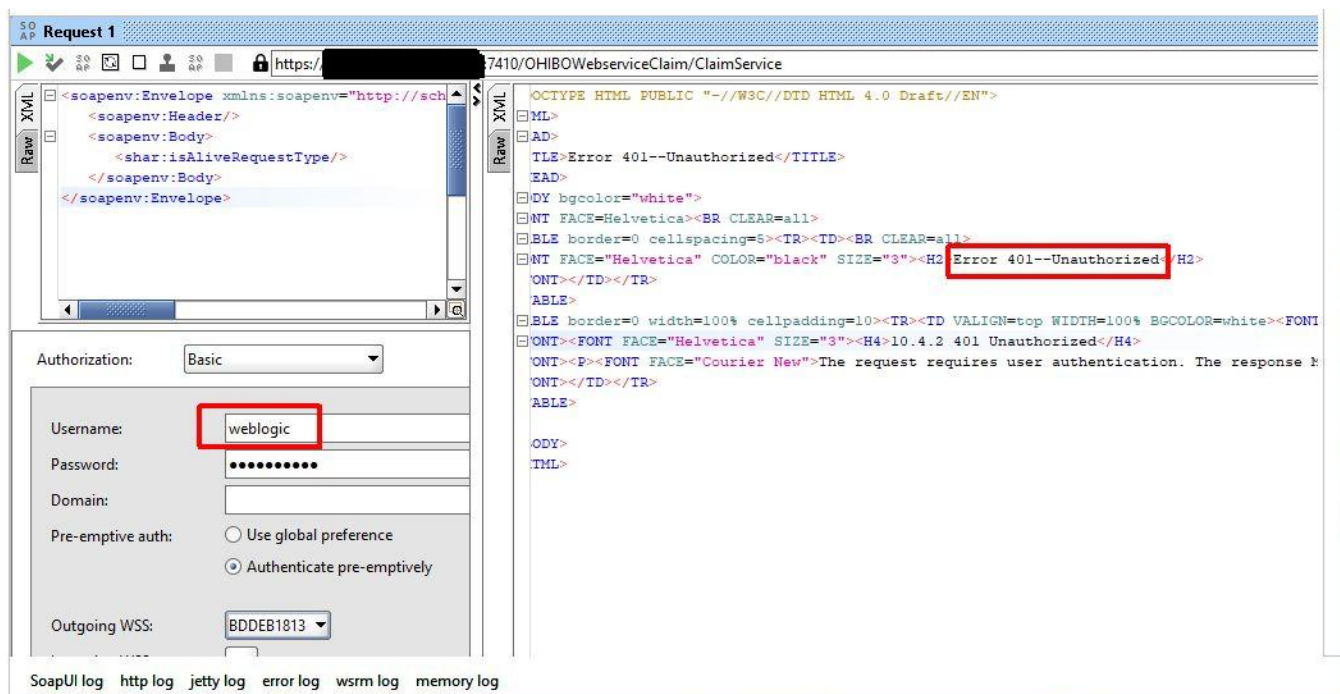 SO AP Request 1
SO AP SO AP https:/ :7410/OHIBOWebserviceClaim/ClaimService
XML
Raw
<soapenv:Envelope xmlns:soapenv="http://sch
<soapenv:Header/>
<soapenv:Body>
<shar:isAliveRequestType/>
</soapenv:Body>
</soapenv:Envelope>
XML
Raw
OCTYPE HTML PUBLIC "-//W3C//DTD HTML 4.0 Draft//EN">
ML>
AD>
TLE>Error 401--Unauthorized</TITLE>
EAD>
DY bgcolor="white">
NT FACE=Helvetica><BR CLEAR=all>
BLE border=0 cellspacing=5><TR><TD><BR CLEAR=all>
NT FACE="Helvetica" COLOR="black" SIZE="3"><H2>Error 401--Unauthorized</H2>
ONT></TD></TR>
ABLE>
BLE border=0 width=100% cellpadding=10><TR><TD VALIGN=top WIDTH=100% BGCOLOR=white><FONT
ONT><FONT FACE="Helvetica" SIZE="3"><H4>10.4.2 401 Unauthorized</H4>
ONT><P><FONT FACE="Courier New">The request requires user authentication. The response M
ONT></TD></TR>
ABLE>
ODY>
TML>
Authorization: Basic
Username: weblogic
Password: ••••••••••
Domain:
Pre-emptive auth: Use global preference
Authenticate pre-emptively
Outgoing WSS: BDDEB1813
SoapUI log http log jetty log error log wsrm log memory log